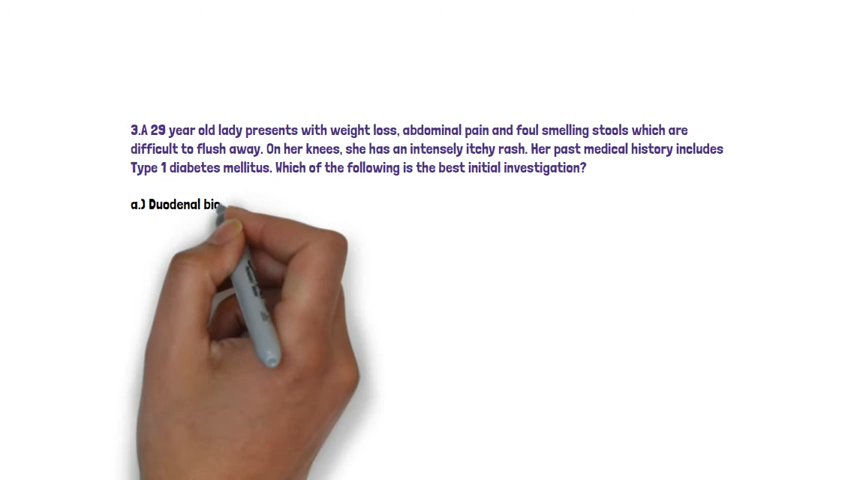 3.A 29 year old lady presents with weight loss, abdominal pain and foul smelling stools which are
difficult to flush away. On her knees, she has an intensely itchy rash. Her past medical history includes
Type 1 diabetes mellitus. Which of the following is the best initial investigation?
a.) Duodenal bio